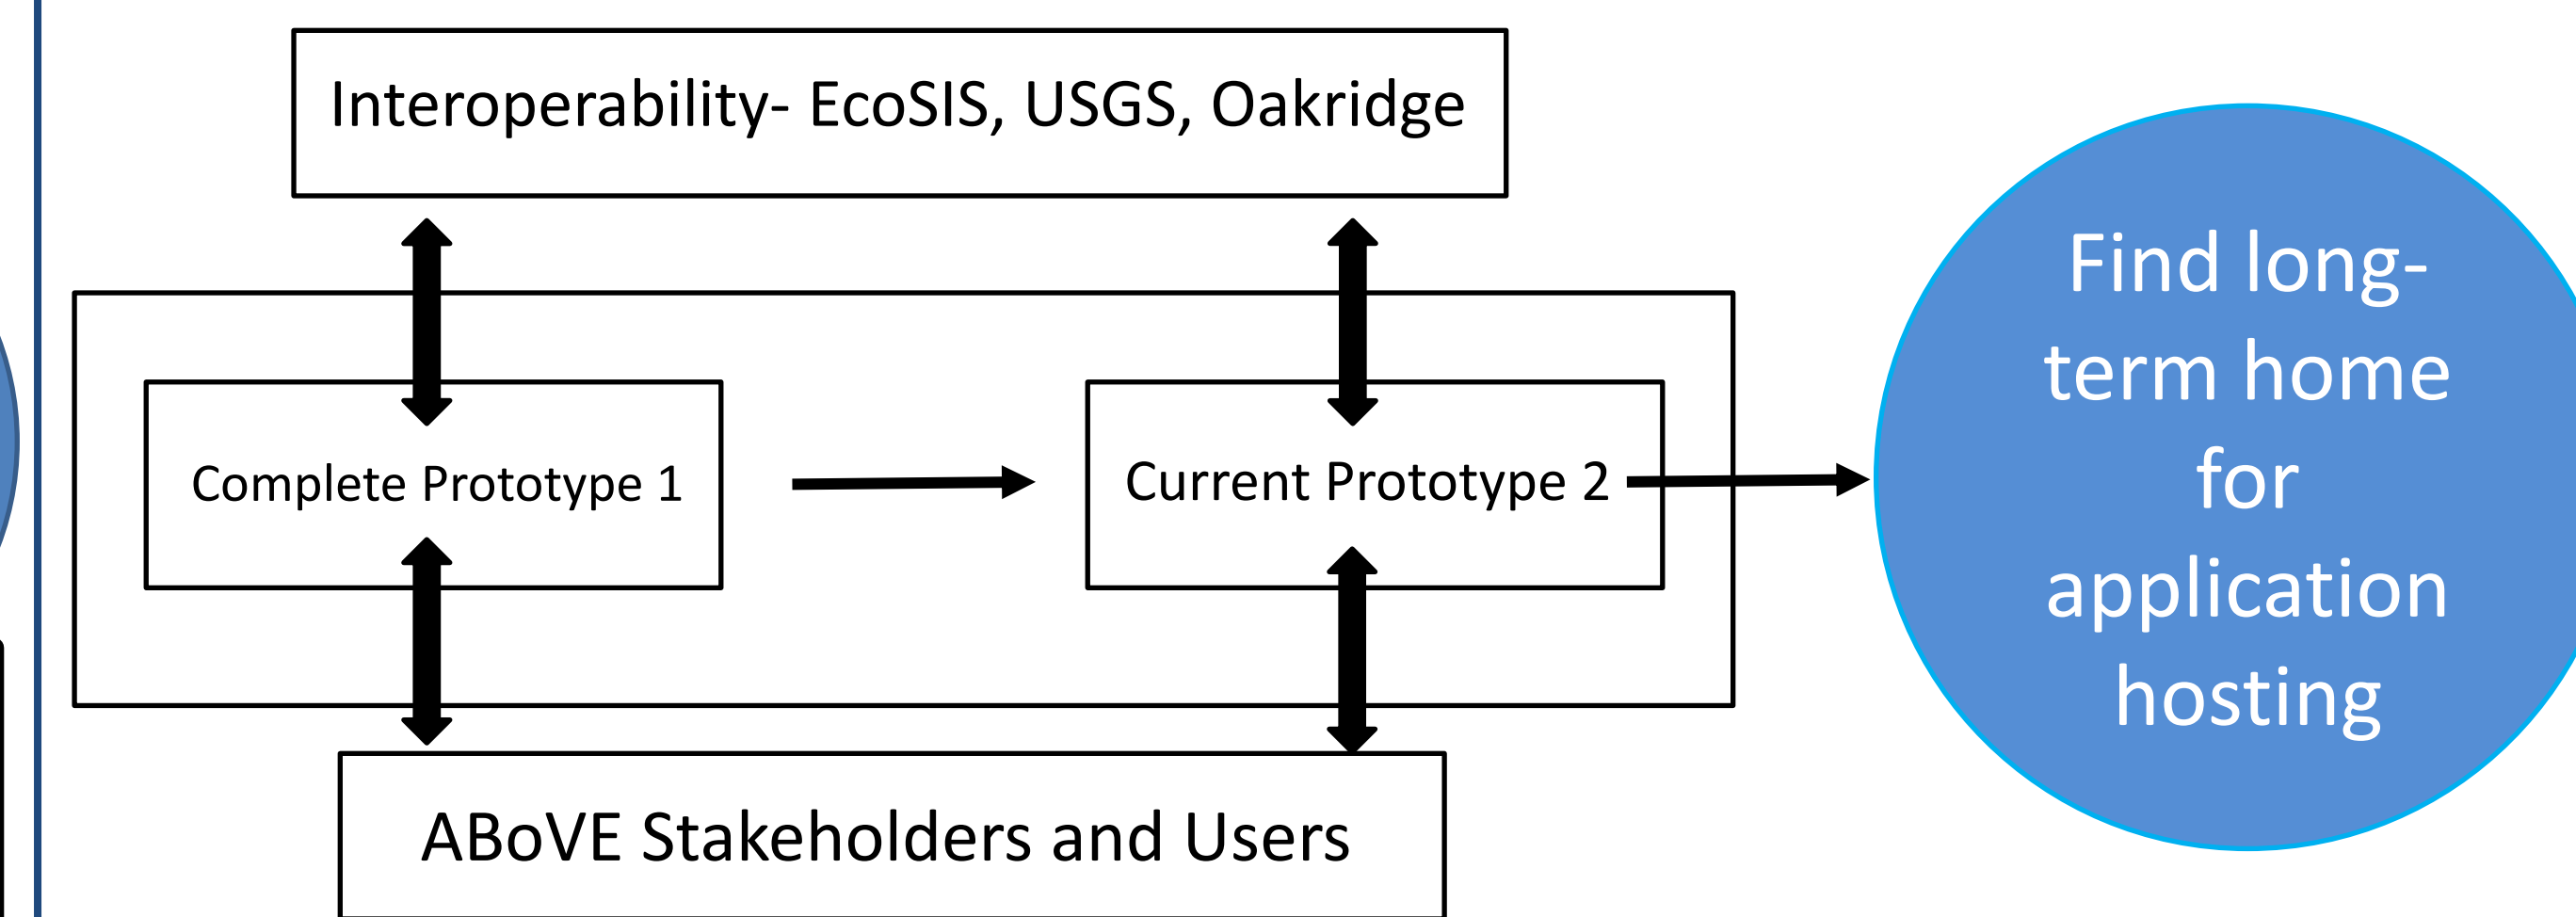 Interoperability- EcoSIS, USGS, Oakridge
Complete Prototype 1
Current Prototype 2
ABoVE Stakeholders and Users
Find long-
term home
for
application
hosting